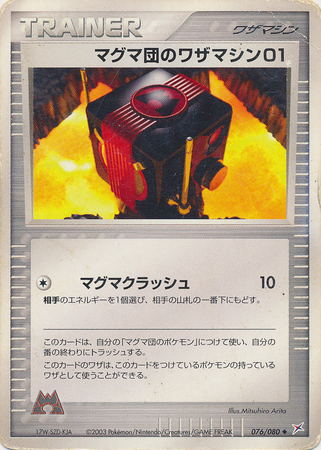 TRAINER
ワザマシン
マグマ団のワザマシン01
マグマクラッシュ 10
相手のエネルギーを1個選び、相手の山札の一番下にもどす。
このカードは、自分の「マグマ団のポケモン」につけて使い、自分の番の終わりにトラッシュする。
このカードのワザは、このカードをつけているポケモンの持っているワザとして使うことができる。
Illus.Mitsuhiro Arita
17W-SZD-KJA
©2003 Pokémon/Nintendo/Creatures/GAME FREAK
076/080 ◆